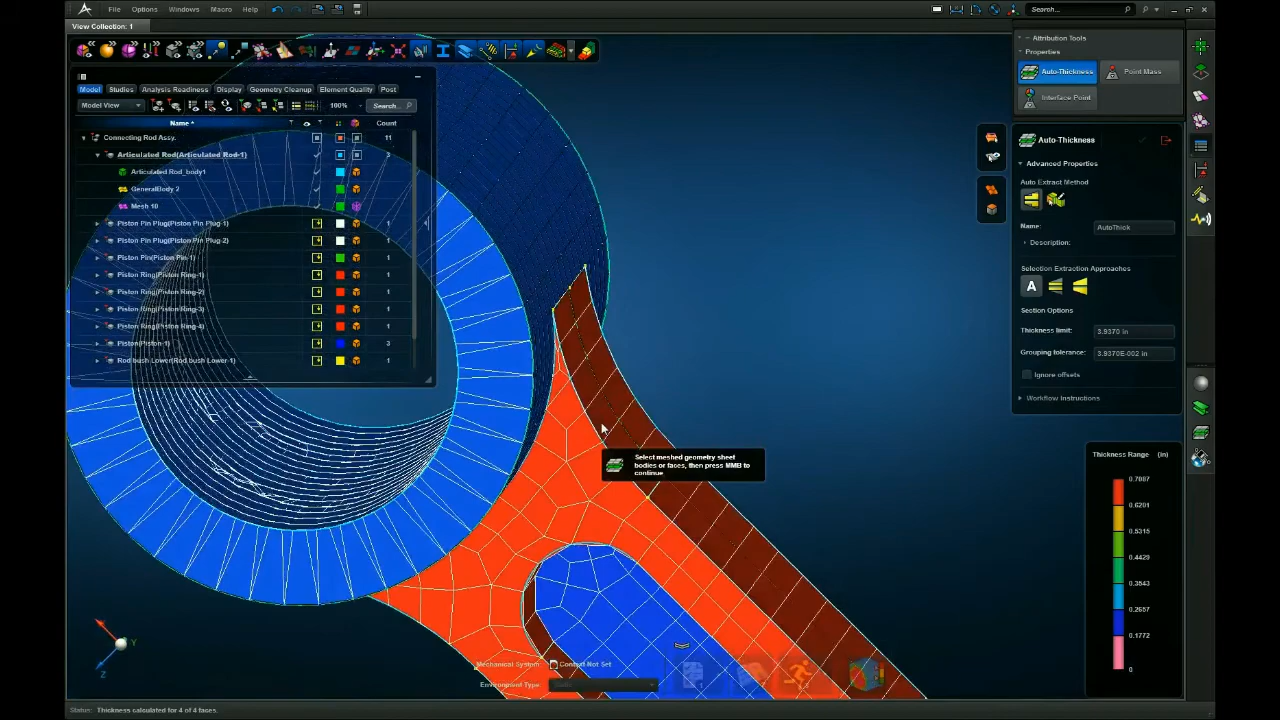 File Options Windows Macro Help
Search...
View Collection: 1
Model Studies Analysis Readiness Display Geometry Cleanup Element Quality Post
Model View
100%
Search...
Name
Count
Connecting Rod Assy. 11
Articulated Rod(Articulated Rod-1) 3
Articulated Rod_body1
GeneralBody 2
Mesh 10
Piston Pin Plug(Piston Pin Plug-1) 1
Piston Pin Plug(Piston Pin Plug-2) 1
Piston Pin(Piston Pin-1) 1
Piston Ring(Piston Ring-1) 1
Piston Ring(Piston Ring-2) 1
Piston Ring(Piston Ring-3) 1
Piston Ring(Piston Ring-4) 1
Piston(Piston-1) 3
Rod bush Lower(Rod bush Lower-1) 1
Select meshed geometry sheet
bodies or faces, then press MMB to
continue
Attribution Tools
Properties
Auto-Thickness
Point Mass
Interface Point
Auto-Thickness
Advanced Properties
Auto Extract Method
Name: AutoThick
Description:
Selection Extraction Approaches
A
Section Options
Thickness limit: 3.9370 in
Grouping tolerance: 3.9370E-002 in
Ignore offsets
Workflow Instructions
Thickness Range (in)
0.7087
0.6201
0.5315
0.4429
0.3543
0.2657
0.1772
0
Y
Z
Mechanical System: Context Not Set
Environment Type:
Status: Thickness calculated for 4 of 4 faces.